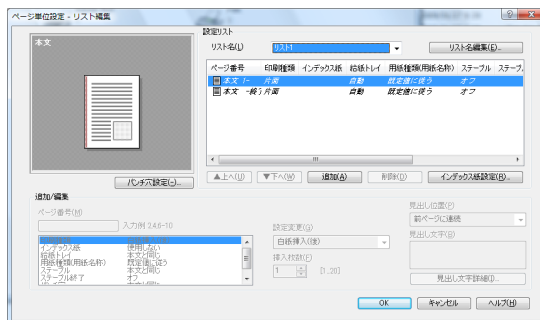 ページ単位設定 - リスト編集
本文
設定リスト
リスト名(L)
リスト1
リスト名編集(E)...
ページ番号 印刷種類 インデックス紙 給紙トレイ 用紙種類(用紙名称) ステープル ステープ
本文 1- 片面 自動 既定値に従う オフ
本文 -終り 片面 自動 既定値に従う オフ
▲上へ(U)
▼下へ(W)
追加(A)
削除(D)
インデックス紙設定(R)...
パンチ穴設定(-)...
追加/編集
ページ番号(M)
入力例 2,4,6-10
インデックス紙 使用しない
給紙トレイ 本文と同じ
用紙種類(用紙名称) 既定値に従う
ステープル 本文と同じ
ステープル終了 オフ
設定変更(G)
白紙挿入(後)
挿入枚数(F)
1
[1..20]
見出し位置(P)
前ページに連続
見出し文字(B)
見出し文字詳細(J)...
OK
キャンセル
ヘルプ(H)